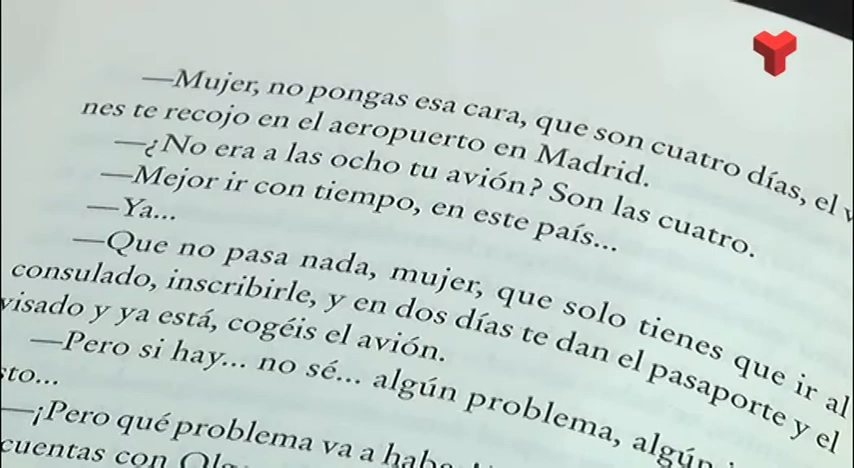 —Mujer, no pongas esa cara, que son cuatro días, el
nes te recojo en el aeropuerto en Madrid.
—¿No era a las ocho tu avión? Son las cuatro.
—Mejor ir con tiempo, en este país...
—Ya...
—Que no pasa nada, mujer, que solo tienes que ir al
consulado, inscribirle, y en dos días te dan el pasaporte y el
visado y ya está, cogéis el avión.
—Pero si hay... no sé... algún problema, algún
sto...
—¡Pero qué problema va a
cuentas con